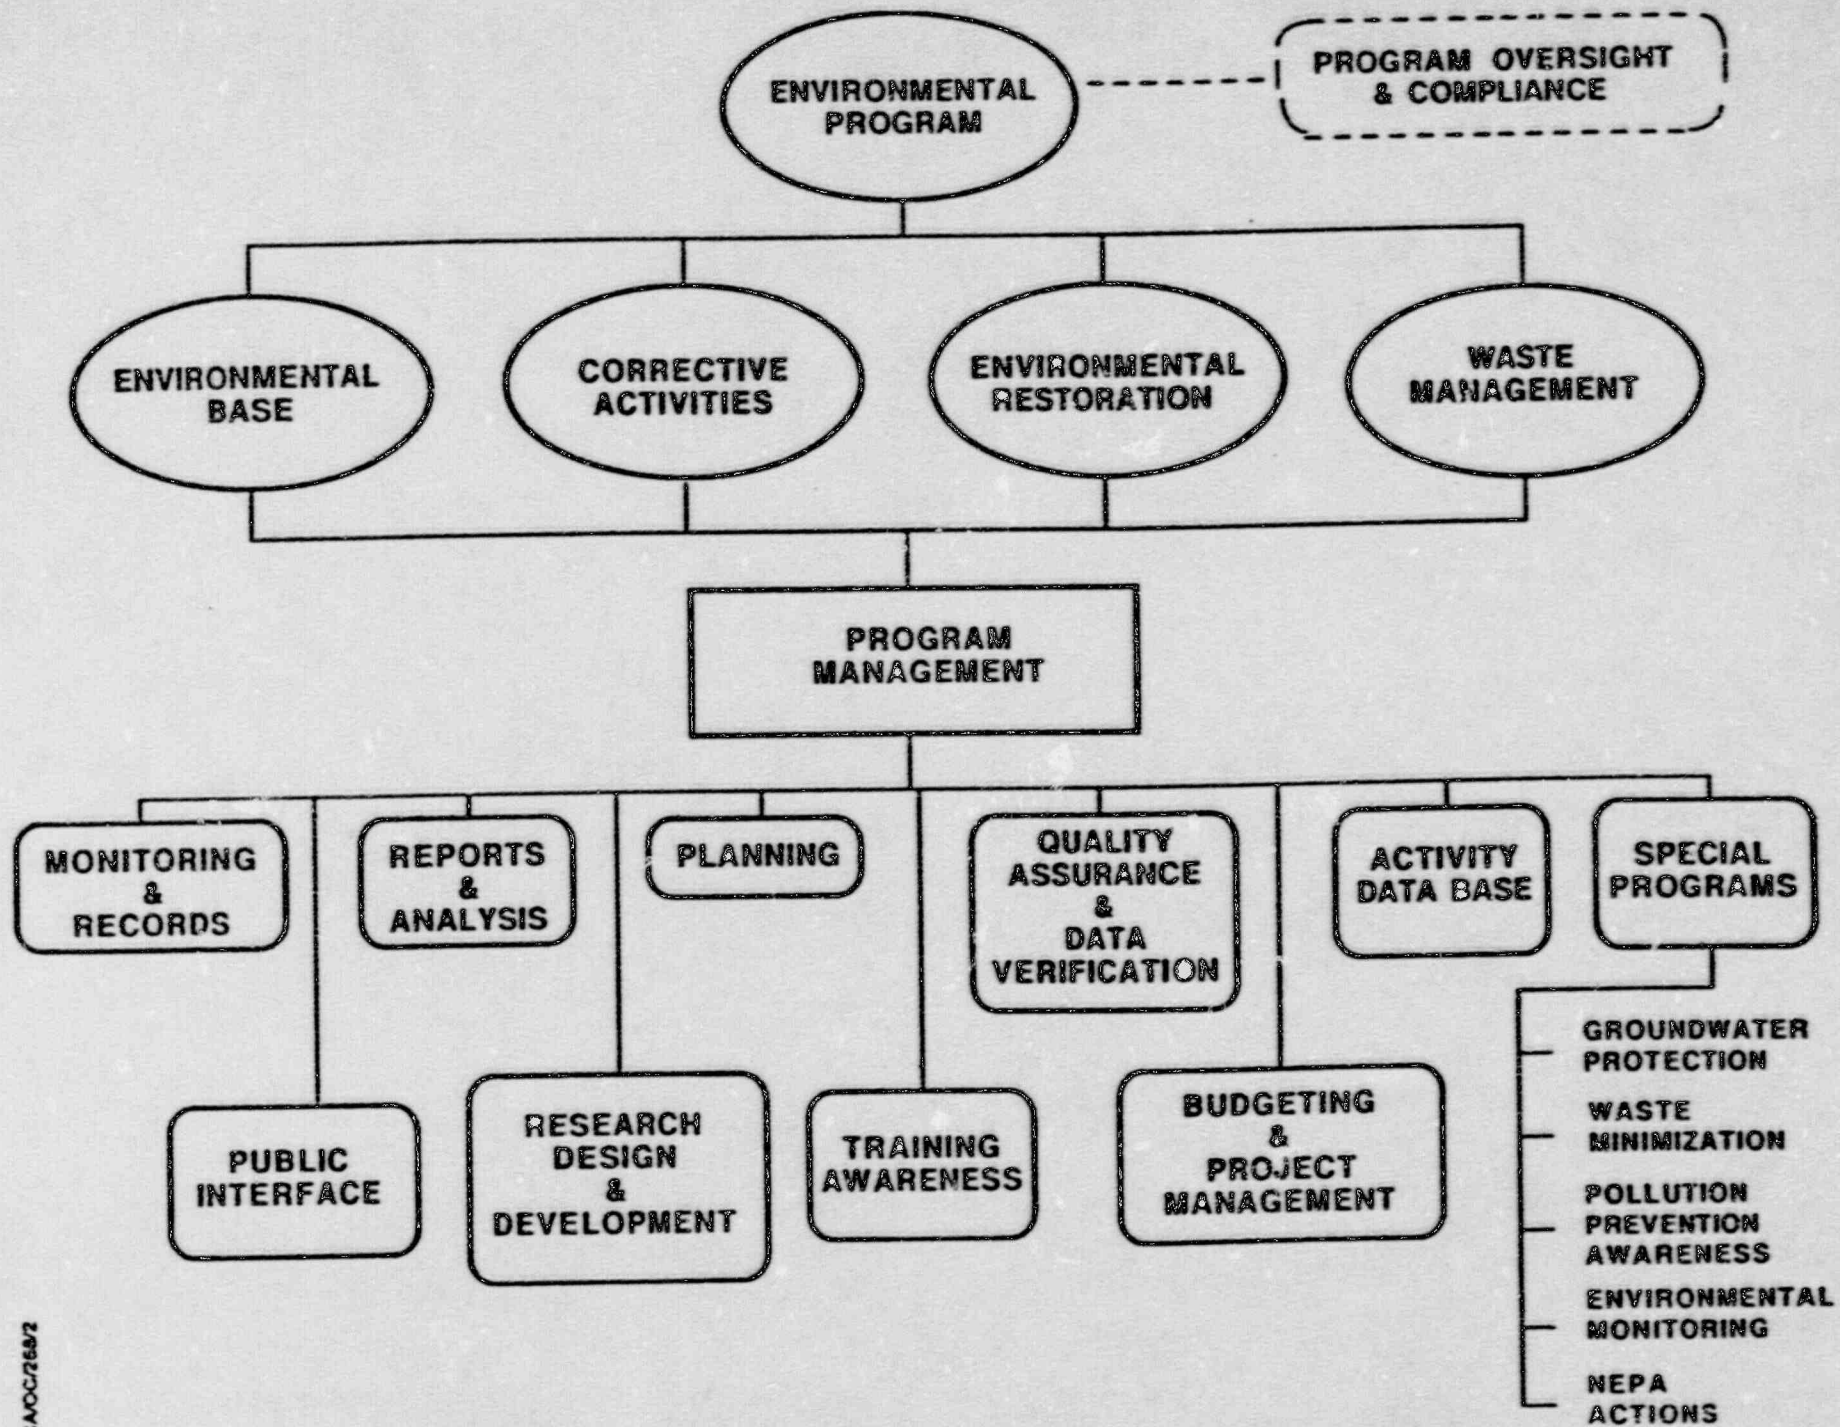 ENVIRONMENTAL
PROGRAM
PROGRAM OVERSIGHT
& COMPLIANCE
ENVIRONMENTAL
BASE
CORRECTIVE
ACTIVITIES
ENVIRONMENTAL
RESTORATION
WASTE
MANAGEMENT
PROGRAM
MANAGEMENT
MONITORING
&
RECORDS
REPORTS
&
ANALYSIS
PLANNING
QUALITY
ASSURANCE
&
DATA
VERIFICATION
ACTIVITY
DATA BASE
SPECIAL
PROGRAMS
PUBLIC
INTERFACE
RESEARCH
DESIGN
&
DEVELOPMENT
TRAINING
AWARENESS
BUDGETING
&
PROJECT
MANAGEMENT
GROUNDWATER
PROTECTION
WASTE
MINIMIZATION
POLLUTION
PREVENTION
AWARENESS
ENVIRONMENTAL
MONITORING
NEPA
ACTIONS